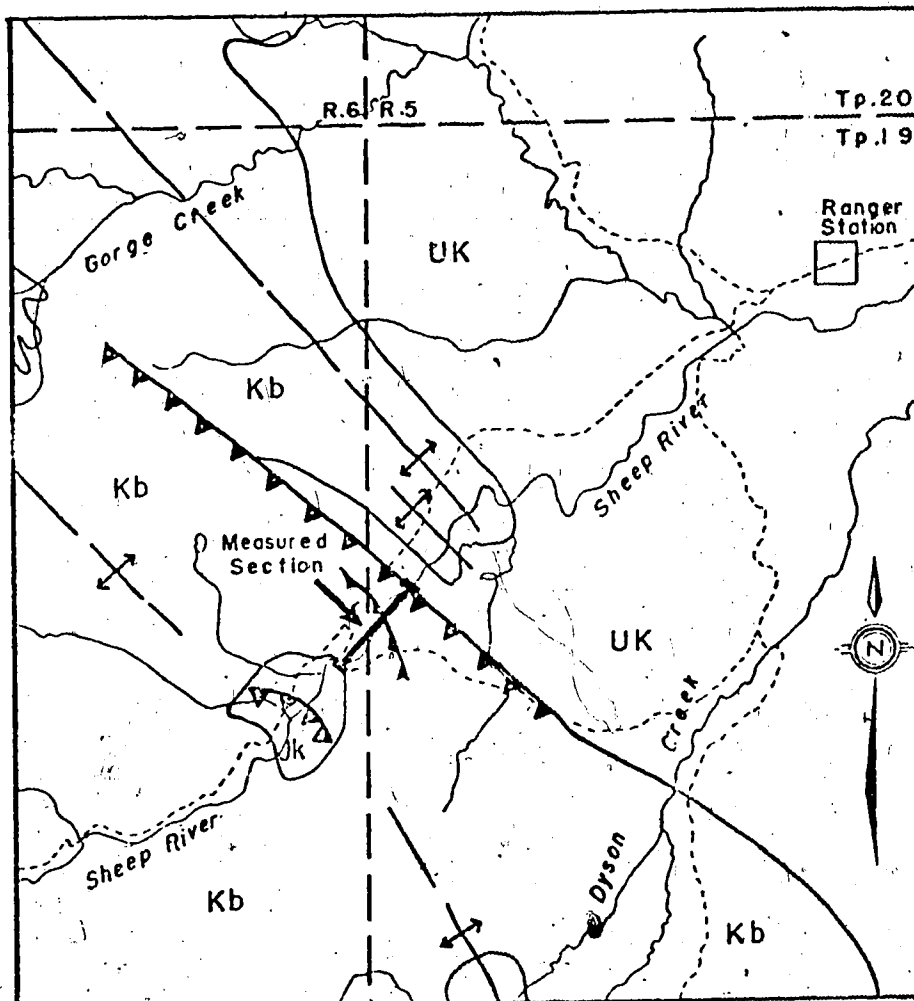 R.6 R.5
Tp.20
Tp.19
Ranger
Station
Gorge Creek
UK
Kb
Sheep River
Kb
Measured
Section
N
UK
Creek
Jk
Sheep River
Dyson
Kb
Kb